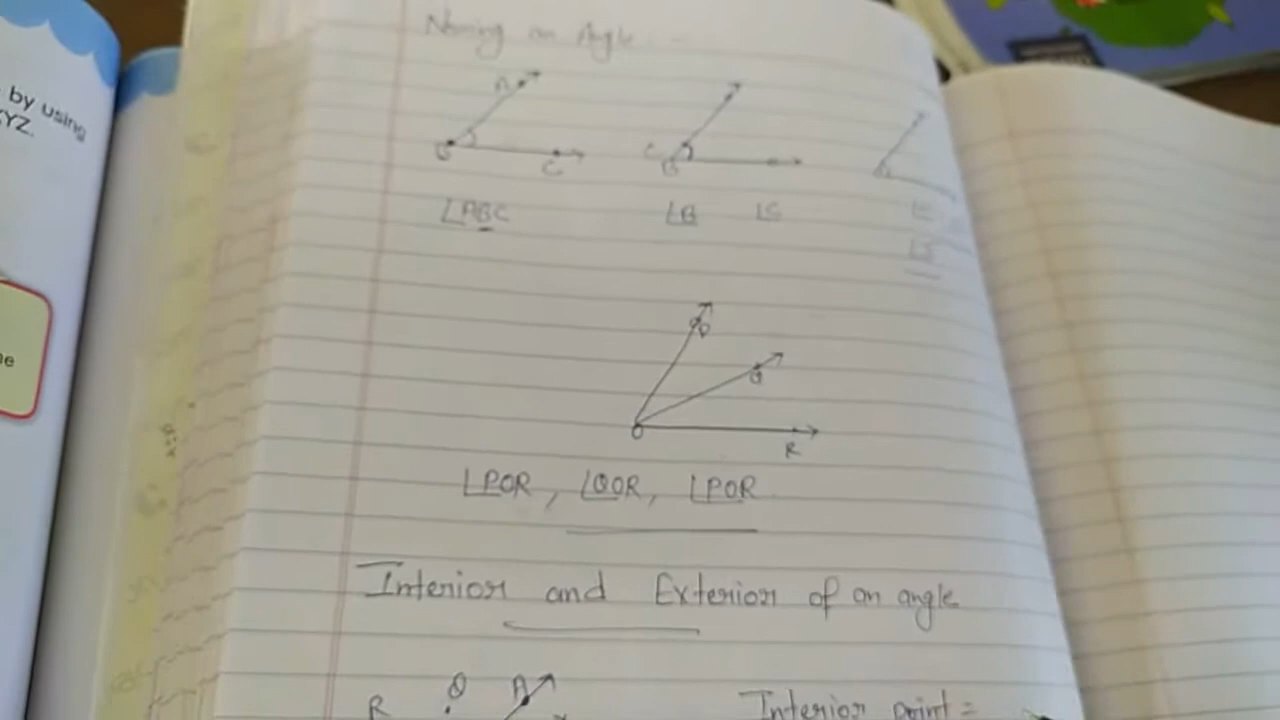 by using
XYZ.
Naming an Angle
A
B C
C B
∠ABC ∠B ∠C
P
Q
O
R
∠POR, ∠QOR, ∠POR
Interior and Exterior of an angle
R Q A Interior point =